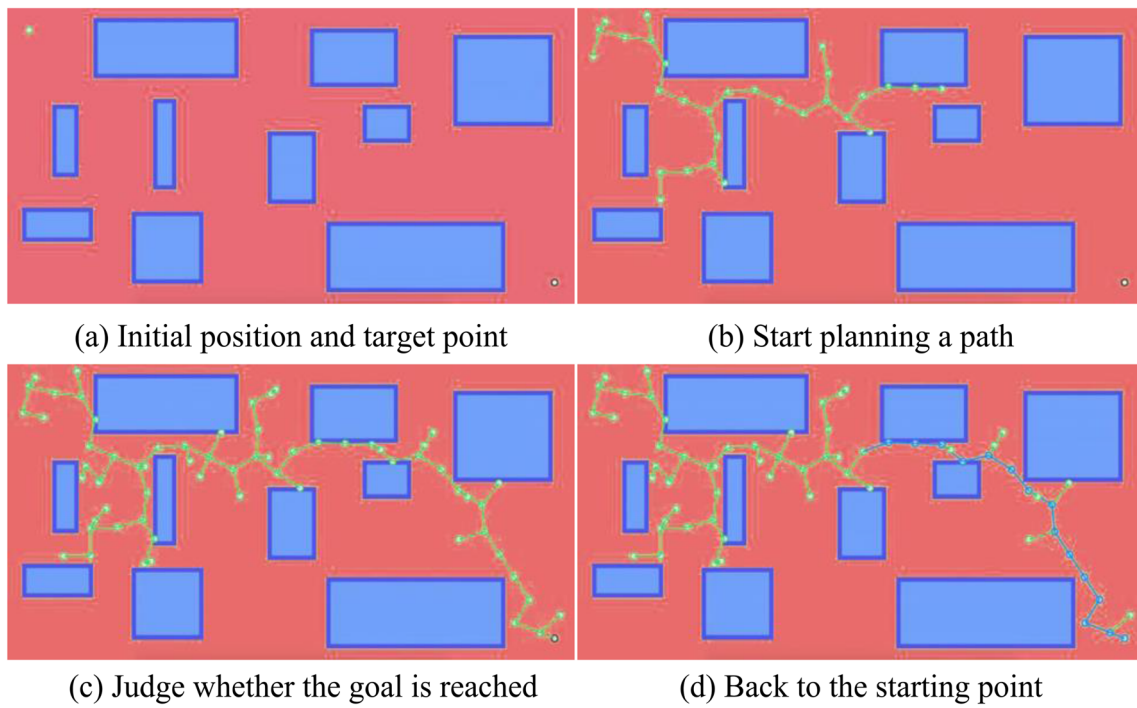 (a) Initial position and target point
(b) Start planning a path
(c) Judge whether the goal is reached
(d) Back to the starting point